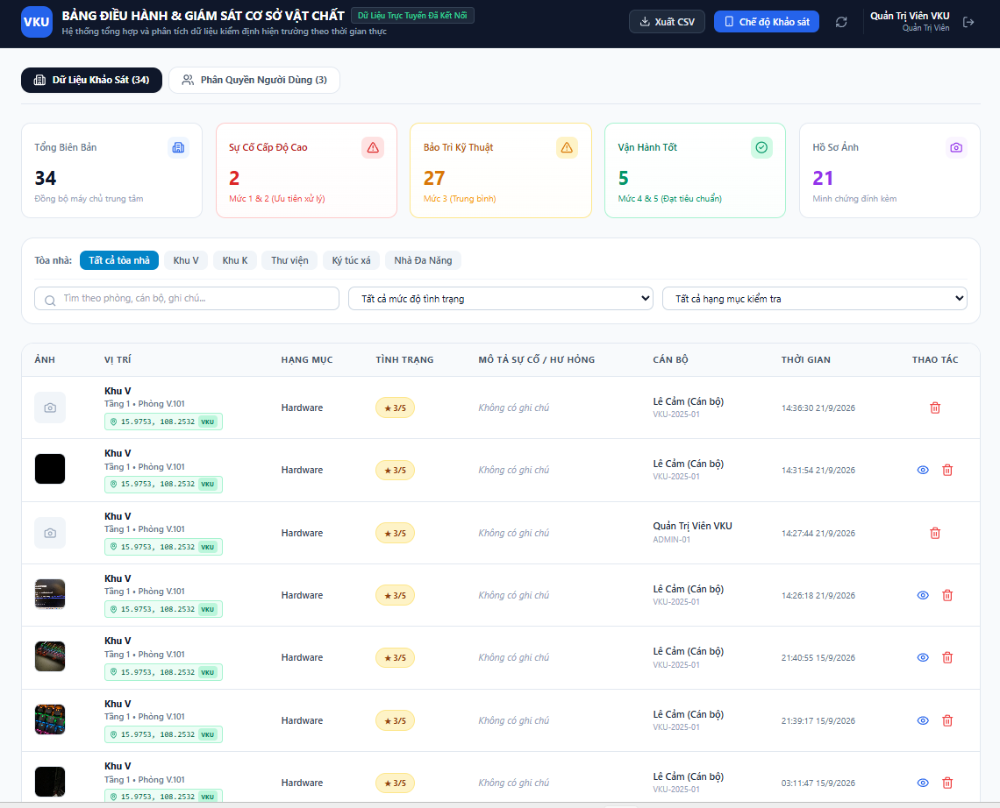 VKU
BẢNG ĐIỀU HÀNH & GIÁM SÁT CƠ SỞ VẬT CHẤT
Dữ Liệu Trực Tuyến Đã Kết Nối
Hệ thống tổng hợp và phân tích dữ liệu kiểm định hiện trường theo thời gian thực
Xuất CSV
Chế độ Khảo sát
Quản Trị Viên VKU
Quản Trị Viên
Dữ Liệu Khảo Sát (34)
Phân Quyền Người Dùng (3)
Tổng Biên Bản
34
Đồng bộ máy chủ trung tâm
Sự Cố Cấp Độ Cao
2
Mức 1 & 2 (Ưu tiên xử lý)
Bảo Trì Kỹ Thuật
27
Mức 3 (Trung bình)
Vận Hành Tốt
5
Mức 4 & 5 (Đạt tiêu chuẩn)
Hồ Sơ Ảnh
21
Minh chứng đính kèm
Tòa nhà: Tất cả tòa nhà Khu V Khu K Thư viện Ký túc xá Nhà Đa Năng
Tìm theo phòng, cán bộ, ghi chú...
Tất cả mức độ tình trạng
Tất cả hạng mục kiểm tra
ẢNH VỊ TRÍ HẠNG MỤC TÌNH TRẠNG MÔ TẢ SỰ CỐ / HƯ HỎNG CÁN BỘ THỜI GIAN THAO TÁC
Khu V
Tầng 1 • Phòng V.101
15.9753, 108.2532 VKU
Hardware
★ 3/5
Không có ghi chú
Lê Cảm (Cán bộ)
VKU-2025-01
14:36:30 21/9/2026
Khu V
Tầng 1 • Phòng V.101
15.9753, 108.2532 VKU
Hardware
★ 3/5
Không có ghi chú
Lê Cảm (Cán bộ)
VKU-2025-01
14:31:54 21/9/2026
Khu V
Tầng 1 • Phòng V.101
15.9753, 108.2532 VKU
Hardware
★ 3/5
Không có ghi chú
Quản Trị Viên VKU
ADMIN-01
14:27:44 21/9/2026
Khu V
Tầng 1 • Phòng V.101
15.9753, 108.2532 VKU
Hardware
★ 3/5
Không có ghi chú
Lê Cảm (Cán bộ)
VKU-2025-01
14:26:18 21/9/2026
Khu V
Tầng 1 • Phòng V.101
15.9753, 108.2532 VKU
Hardware
★ 3/5
Không có ghi chú
Lê Cảm (Cán bộ)
VKU-2025-01
21:40:55 15/9/2026
Khu V
Tầng 1 • Phòng V.101
15.9753, 108.2532 VKU
Hardware
★ 3/5
Không có ghi chú
Lê Cảm (Cán bộ)
VKU-2025-01
21:39:17 15/9/2026
Khu V
Tầng 1 • Phòng V.101
15.9753, 108.2532 VKU
Hardware
★ 3/5
Không có ghi chú
Lê Cảm (Cán bộ)
VKU-2025-01
03:11:47 15/9/2026